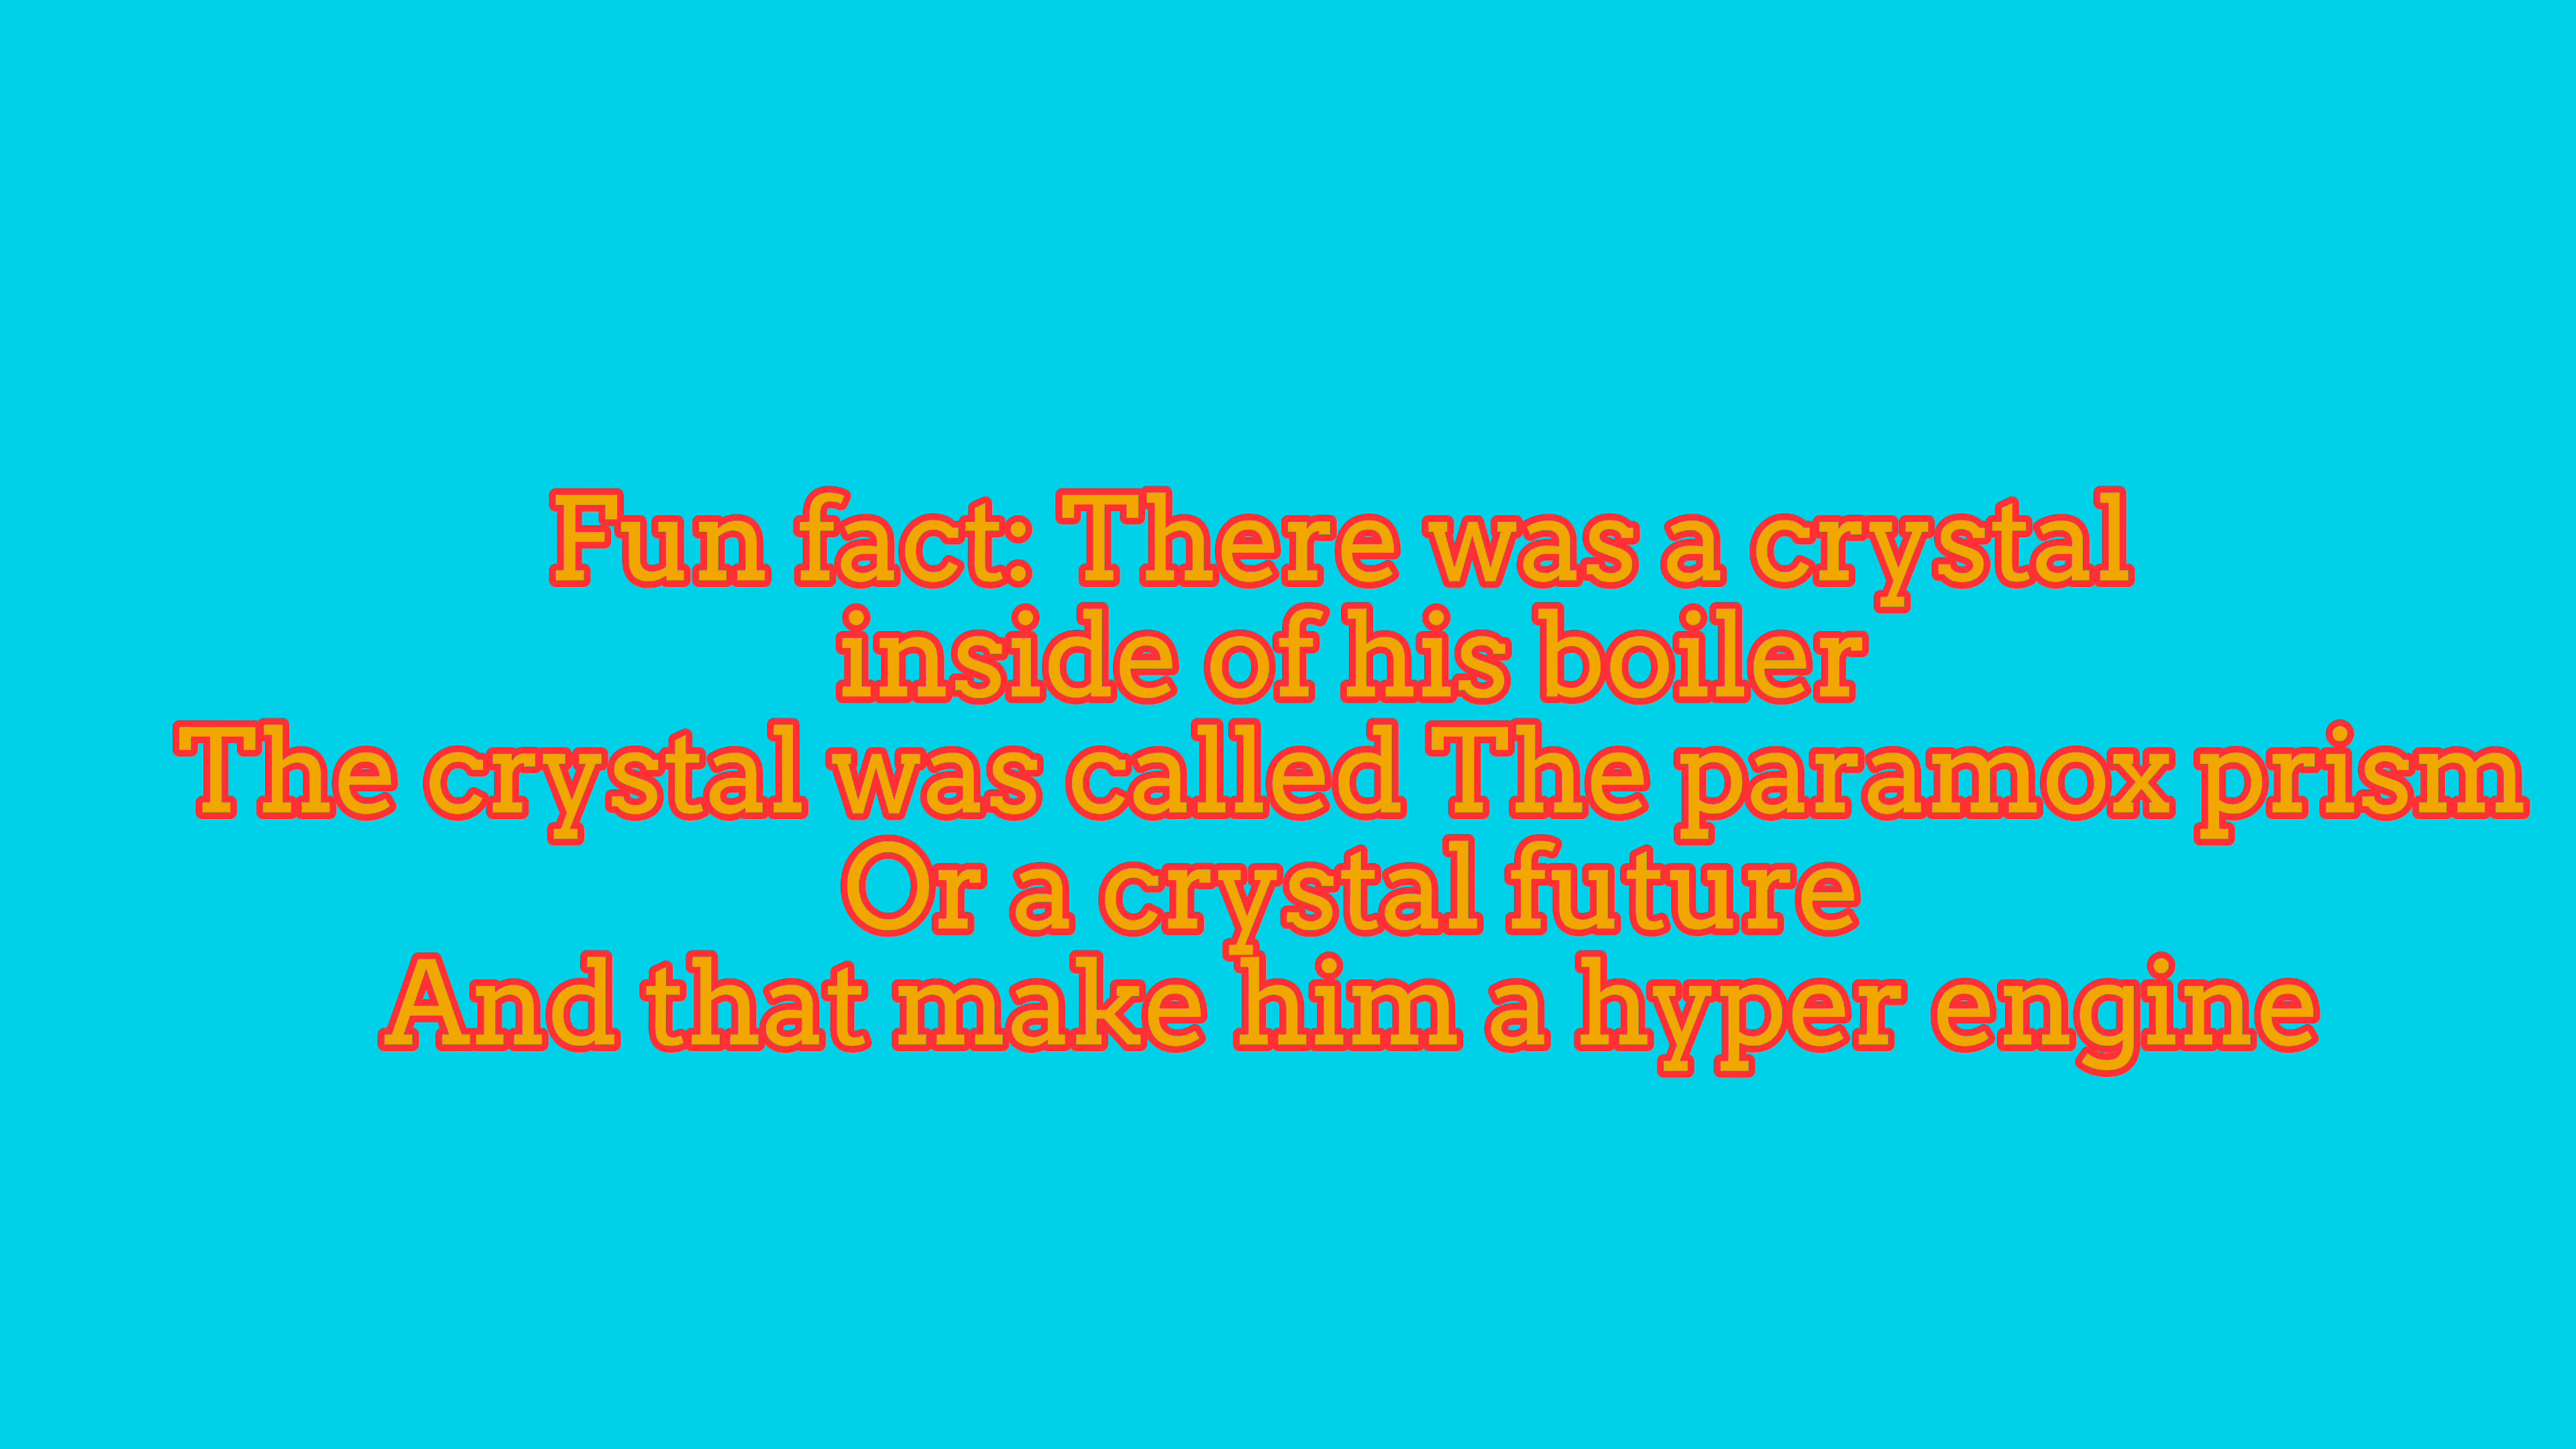 Fun fact: There was a crystal
inside of his boiler
The crystal was called The paramox prism
Or a crystal future
And that make him a hyper engine